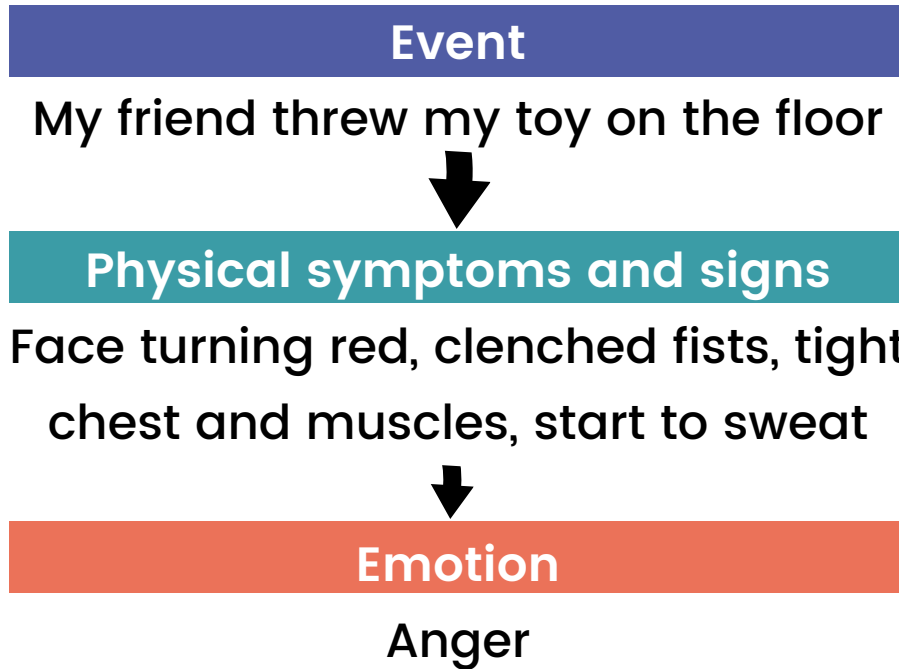 Event
My friend threw my toy on the floor
Physical symptoms and signs
Face turning red, clenched fists, tight
chest and muscles, start to sweat
Emotion
Anger